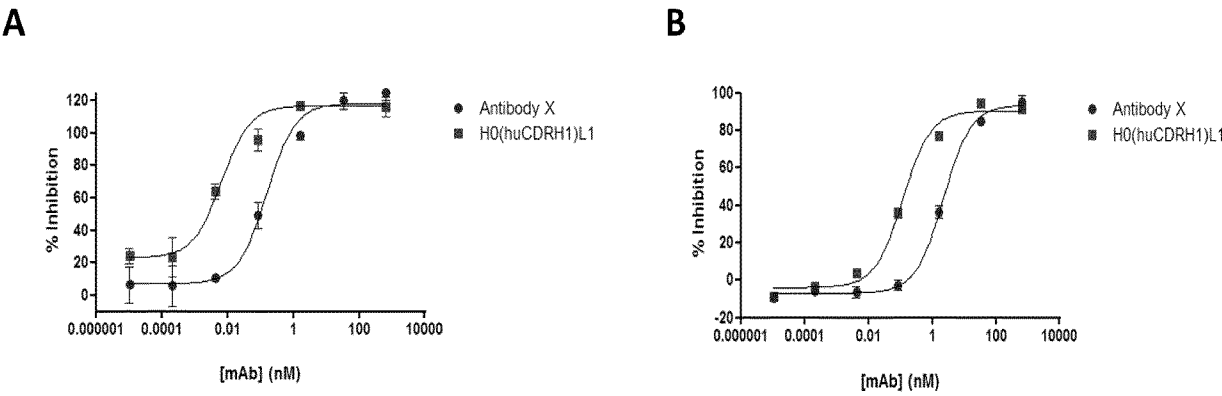 A
% Inhibition
120
100
80
60
40
20
0
0.000001 0.0001 0.01 1 100 10000
[mAb] (nM)
Antibody X
H0(huCDRH1)L1
B
% Inhibition
100
80
60
40
20
0
-20
0.000001 0.0001 0.01 1 100 10000
[mAb] (nM)
Antibody X
H0(huCDRH1)L1